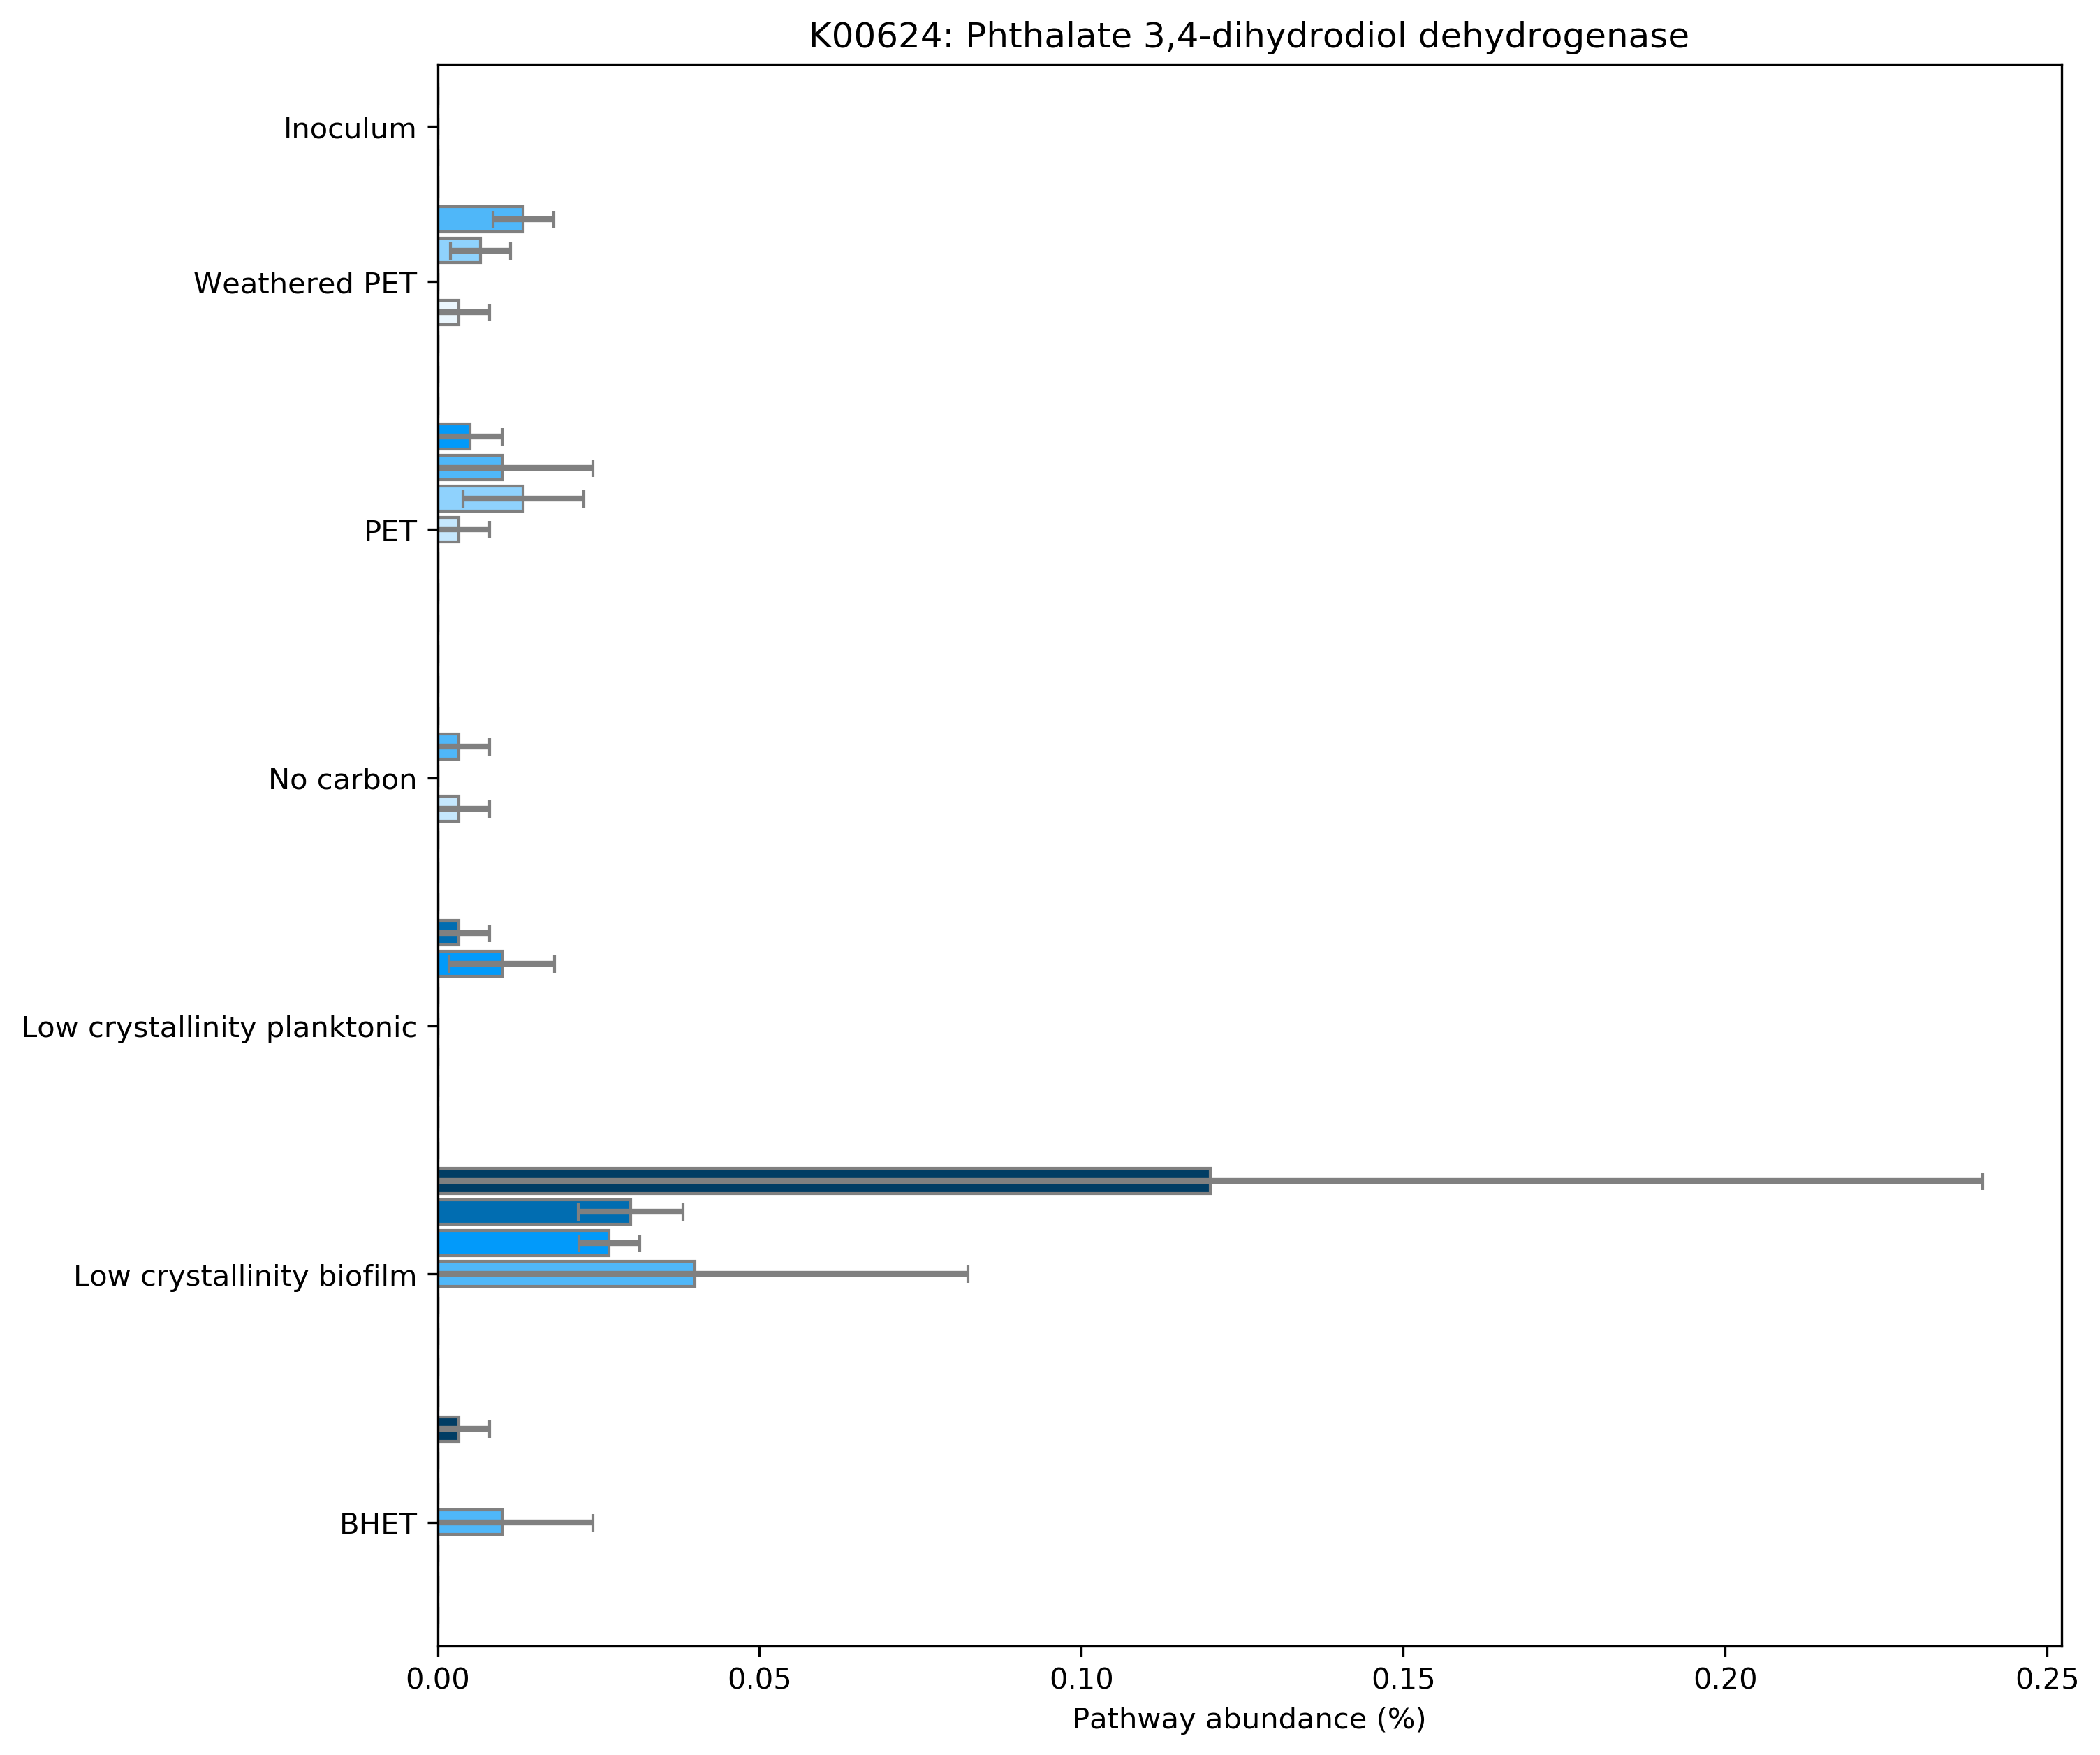 K00624: Phthalate 3,4-dihydrodiol dehydrogenase
Inoculum
Weathered PET
PET
No carbon
Low crystallinity planktonic
Low crystallinity biofilm
BHET
0.00 0.05 0.10 0.15 0.20 0.25
Pathway abundance (%)